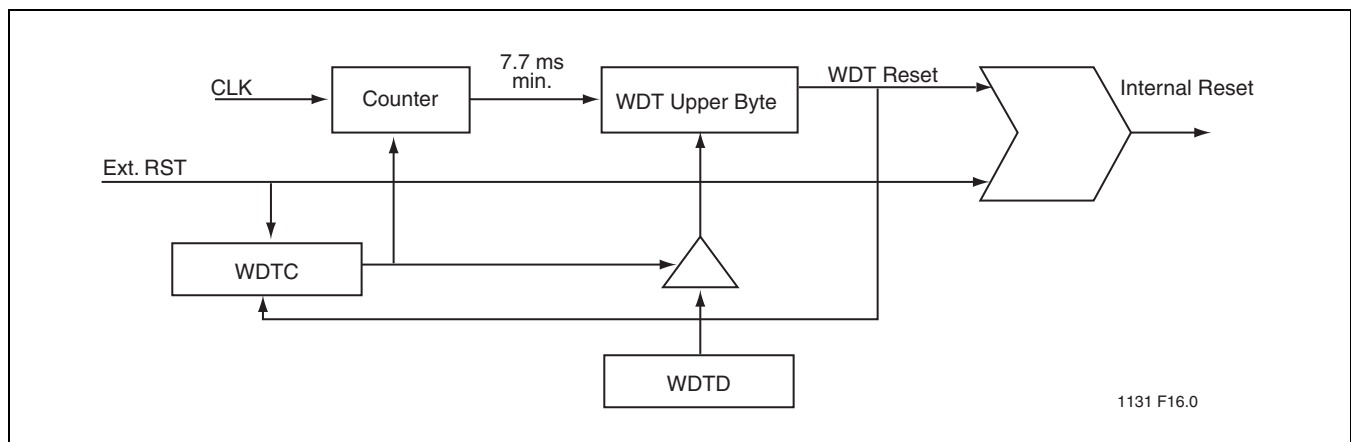 CLK
Counter
7.7 ms
min.
WDT Upper Byte
WDT Reset
Internal Reset
Ext. RST
WDTC
WDTD
1131 F16.0